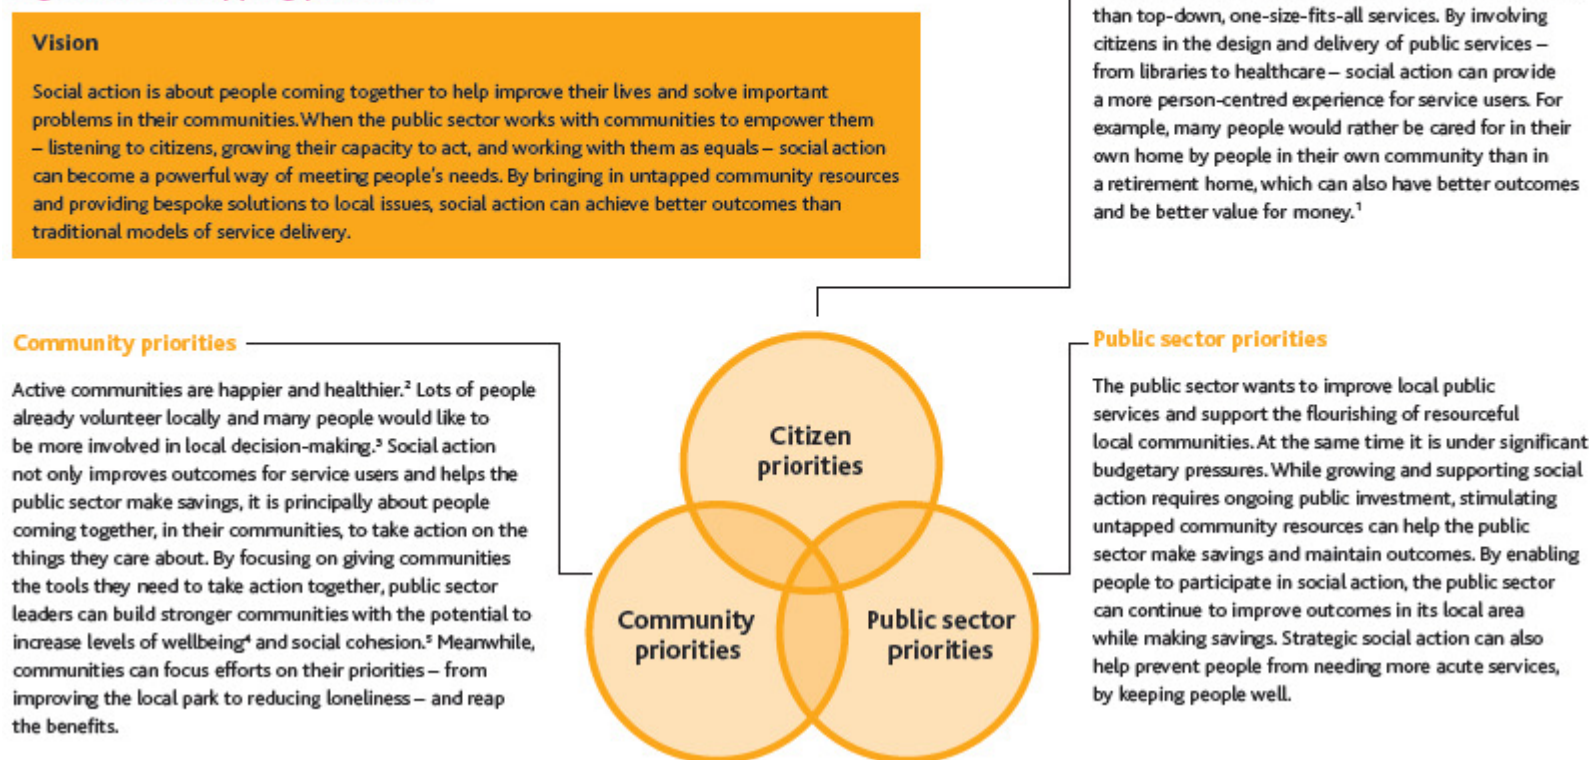 Vision
Social action is about people coming together to help improve their lives and solve important
problems in their communities. When the public sector works with communities to empower them
– listening to citizens, growing their capacity to act, and working with them as equals – social action
can become a powerful way of meeting people's needs. By bringing in untapped community resources
and providing bespoke solutions to local issues, social action can achieve better outcomes than
traditional models of service delivery.
than top-down, one-size-fits-all services. By involving
citizens in the design and delivery of public services –
from libraries to healthcare – social action can provide
a more person-centred experience for service users. For
example, many people would rather be cared for in their
own home by people in their own community than in
a retirement home, which can also have better outcomes
and be better value for money.¹
Community priorities
Active communities are happier and healthier.² Lots of people
already volunteer locally and many people would like to
be more involved in local decision-making.³ Social action
not only improves outcomes for service users and helps the
public sector make savings, it is principally about people
coming together, in their communities, to take action on the
things they care about. By focusing on giving communities
the tools they need to take action together, public sector
leaders can build stronger communities with the potential to
increase levels of wellbeing⁴ and social cohesion.⁵ Meanwhile,
communities can focus efforts on their priorities – from
improving the local park to reducing loneliness – and reap
the benefits.
Citizen
priorities
Community
priorities
Public sector
priorities
Public sector priorities
The public sector wants to improve local public
services and support the flourishing of resourceful
local communities. At the same time it is under significant
budgetary pressures. While growing and supporting social
action requires ongoing public investment, stimulating
untapped community resources can help the public
sector make savings and maintain outcomes. By enabling
people to participate in social action, the public sector
can continue to improve outcomes in its local area
while making savings. Strategic social action can also
help prevent people from needing more acute services,
by keeping people well.